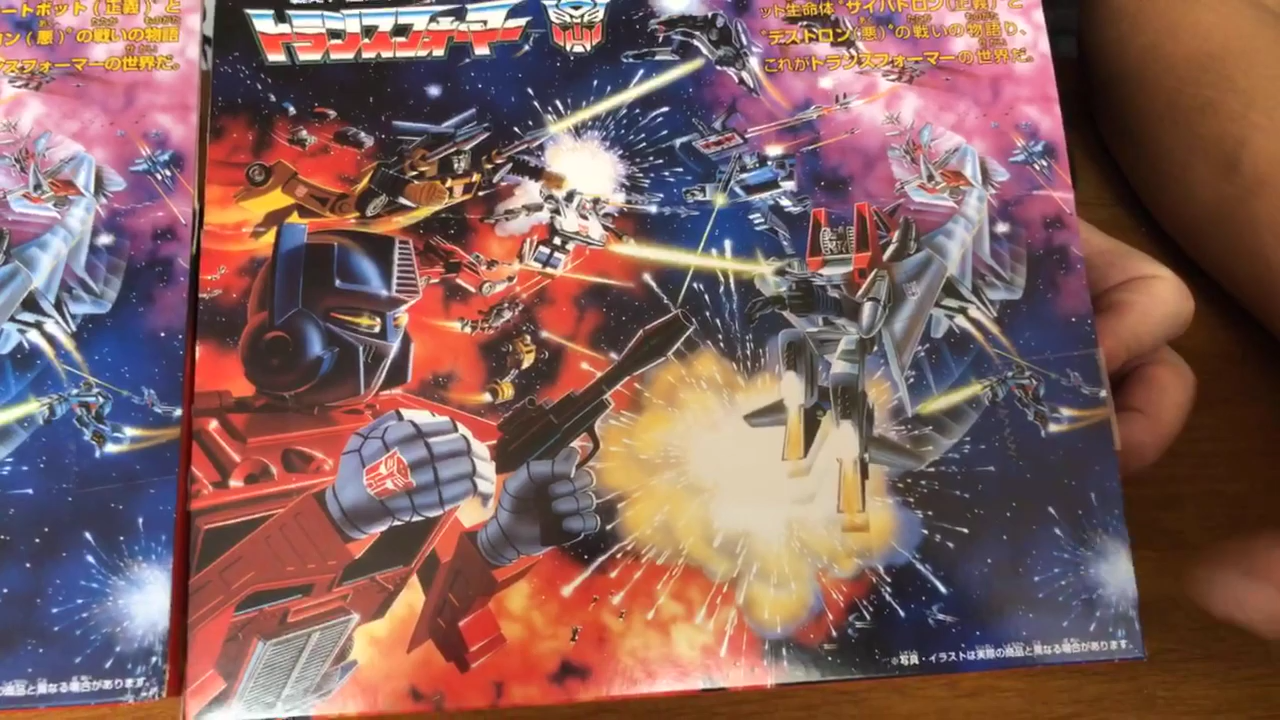 ートボット(正義)"と
ン(悪)"の戦いの物語
スフォーマーの世界だ。
トランスフォーマー
ット生命体"サイバトロン(正義)"と
"デストロン(悪)"の戦いの物語り、
これがトランスフォーマーの世界だ。
商品と異なる場合があります。
※写真・イラストは実際の商品と異なる場合があります。